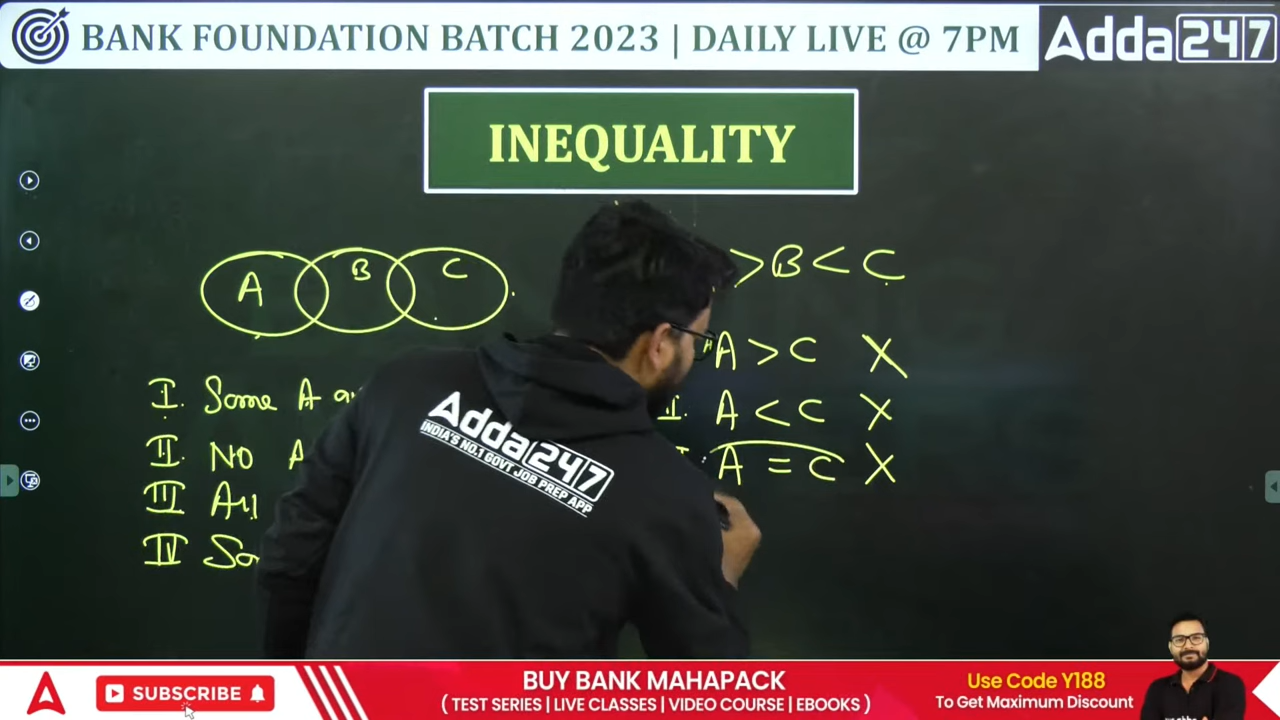 BANK FOUNDATION BATCH 2023 | DAILY LIVE @ 7PM
Adda247
INEQUALITY
A B C
> B < C
I. Some A
II. NO A
III All
IV So
A > C X
I. A < C X
A = C X
Adda247
INDIA'S NO.1 GOVT JOB PREP APP
SUBSCRIBE
BUY BANK MAHAPACK
( TEST SERIES | LIVE CLASSES | VIDEO COURSE | EBOOKS )
Use Code Y188
To Get Maximum Discount